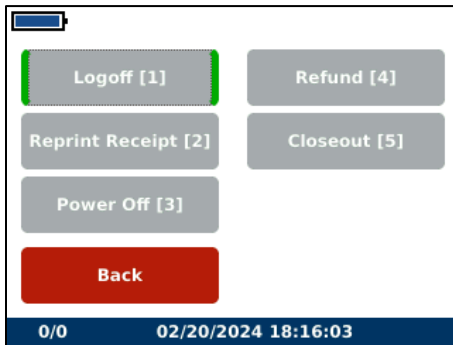 Logoff [1]
Refund [4]
Reprint Receipt [2]
Closeout [5]
Power Off [3]
Back
0/0 02/20/2024 18:16:03